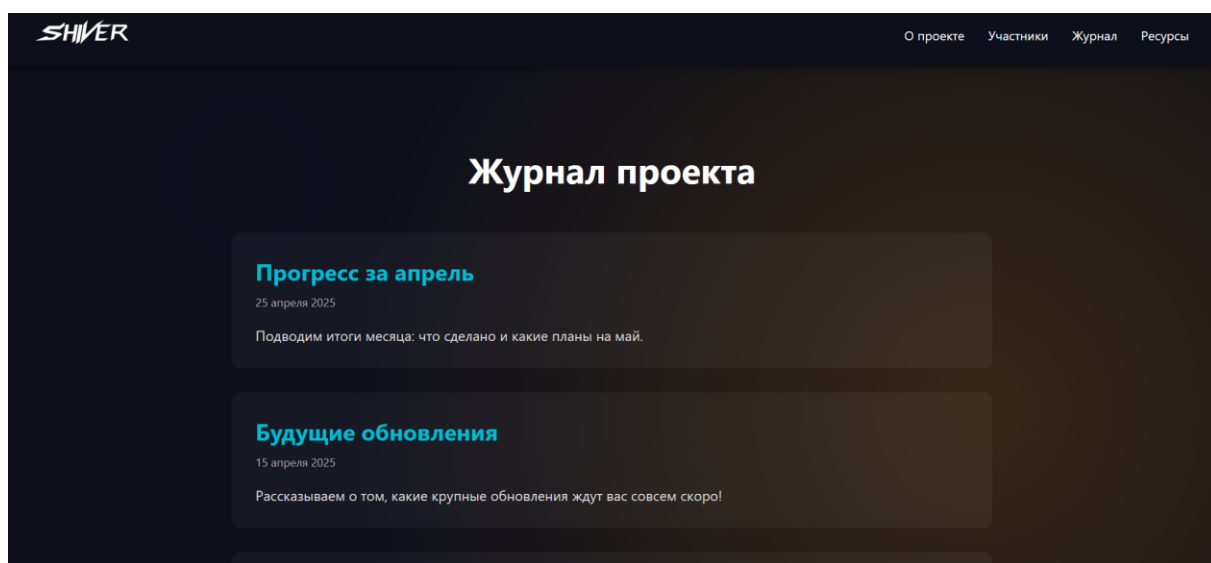 SHIVER
О проекте Участники Журнал Ресурсы
Журнал проекта
Прогресс за апрель
25 апреля 2025
Подводим итоги месяца: что сделано и какие планы на май.
Будущие обновления
15 апреля 2025
Рассказываем о том, какие крупные обновления ждут вас совсем скоро!